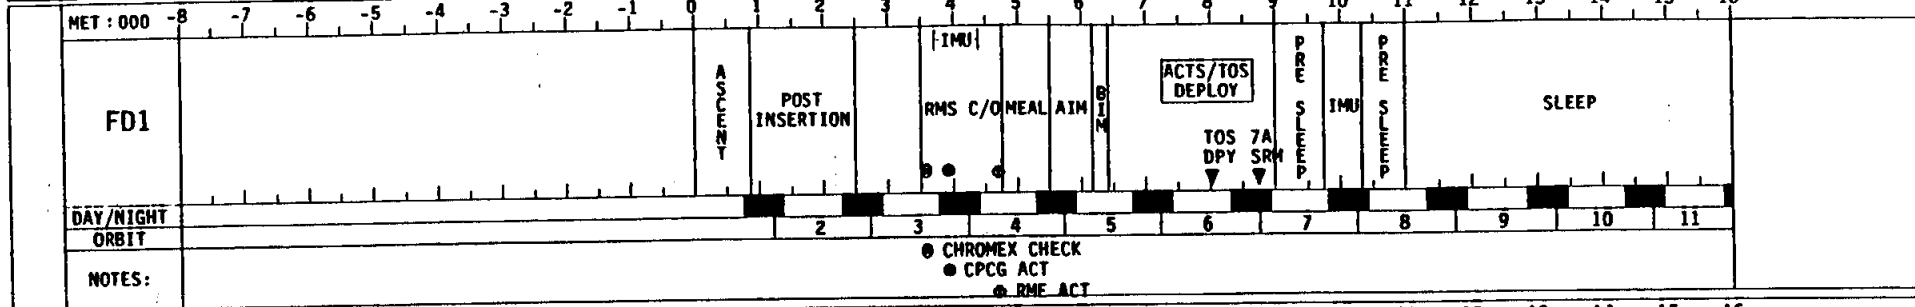 MET:000 -8 -7 -6 -5 -4 -3 -2 -1 0 1 2 3 4 5 6 7 8 9 10 11 12 13 14 15 16
IMU
FD1
ASCENT
POST
INSERTION
RMS C/O
MEAL
AIM
BIM
ACTS/TOS
DEPLOY
TOS
DPY
7A
SRM
PRE SLEEP
IMU
PRE SLEEP
SLEEP
DAY/NIGHT
ORBIT 2 3 4 5 6 7 8 9 10 11
CHROMEX CHECK
CPCG ACT
NOTES:
RME ACT